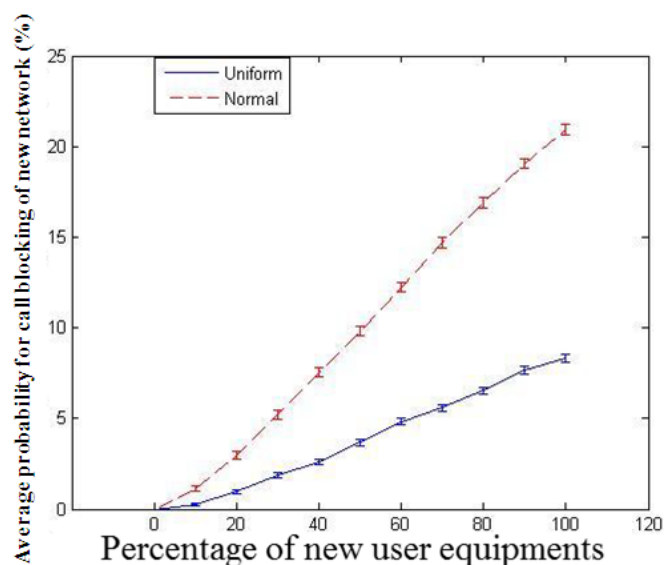 Average probability for call blocking of new network (%)
25
20
15
10
5
0
Uniform
Normal
0 20 40 60 80 100 120
Percentage of new user equipments